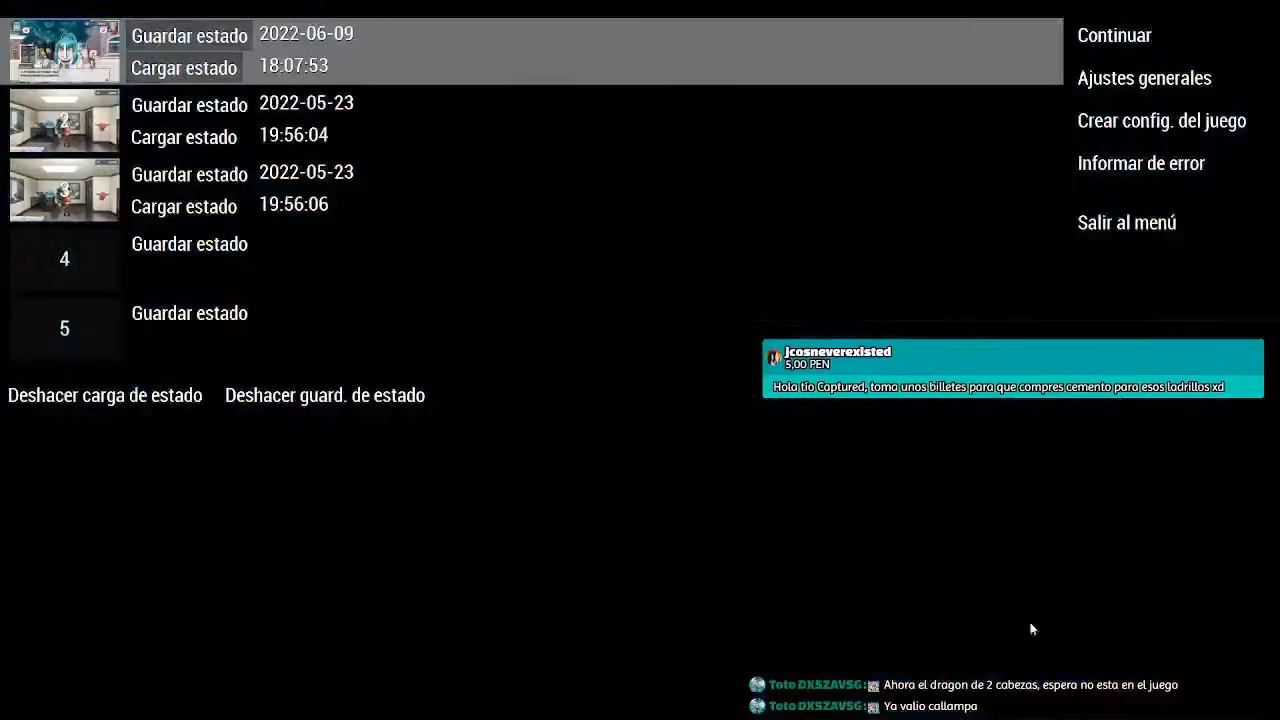 Guardar estado 2022-06-09
Cargar estado 18:07:53
Guardar estado 2022-05-23
Cargar estado 19:56:04
Guardar estado 2022-05-23
Cargar estado 19:56:06
4 Guardar estado
5 Guardar estado
Deshacer carga de estado Deshacer guard. de estado
Continuar
Ajustes generales
Crear config. del juego
Informar de error
Salir al menú
jcosneverexisted
5,00 PEN
Hola tío Captured, toma unos billetes para que compres cemento para esos ladrillos xd
Toto DXSZAVSG: Ahora el dragon de 2 cabezas, espera no esta en el juego
Toto DXSZAVSG: Ya valio callampa